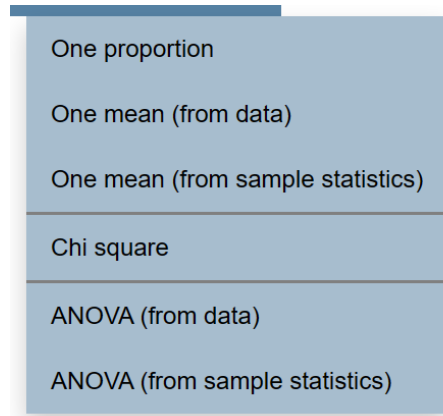 One proportion
One mean (from data)
One mean (from sample statistics)
Chi square
ANOVA (from data)
ANOVA (from sample statistics)